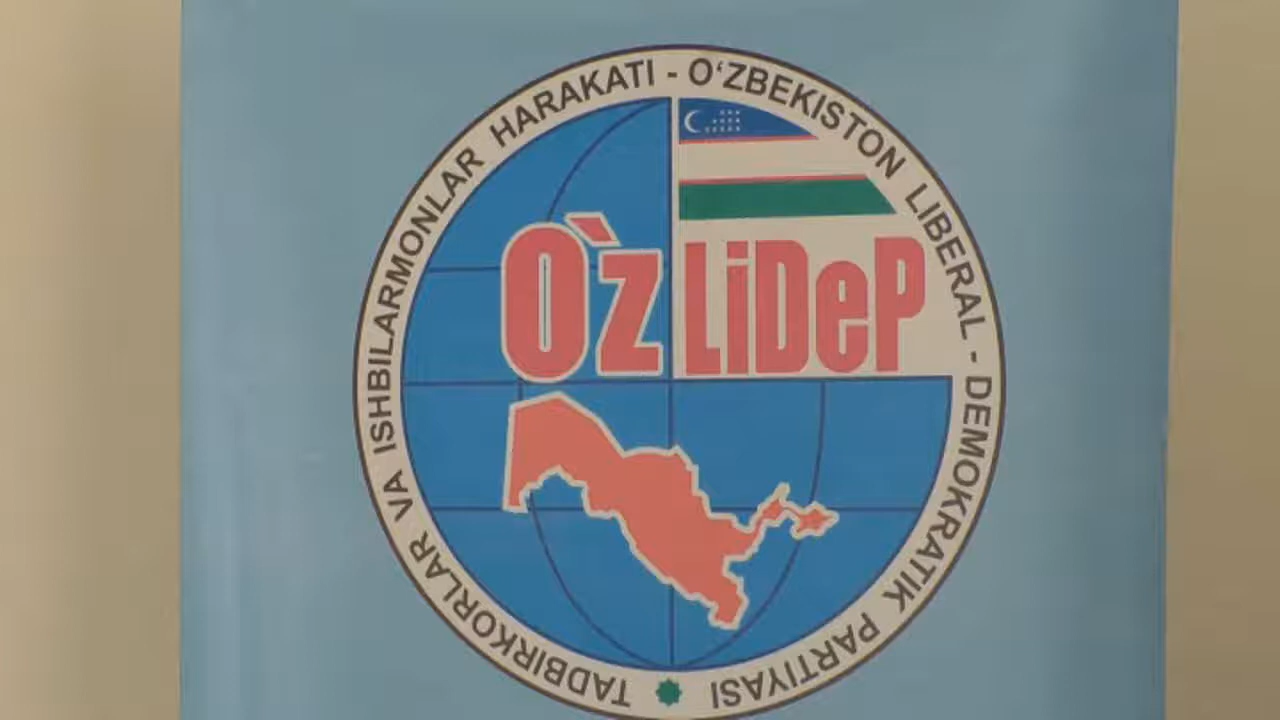 TADBIRKORLAR VA ISHBILARMONLAR HARAKATI - O‘ZBEKISTON LIBERAL - DEMOKRATIK PARTIYASI
O`z LiDeP